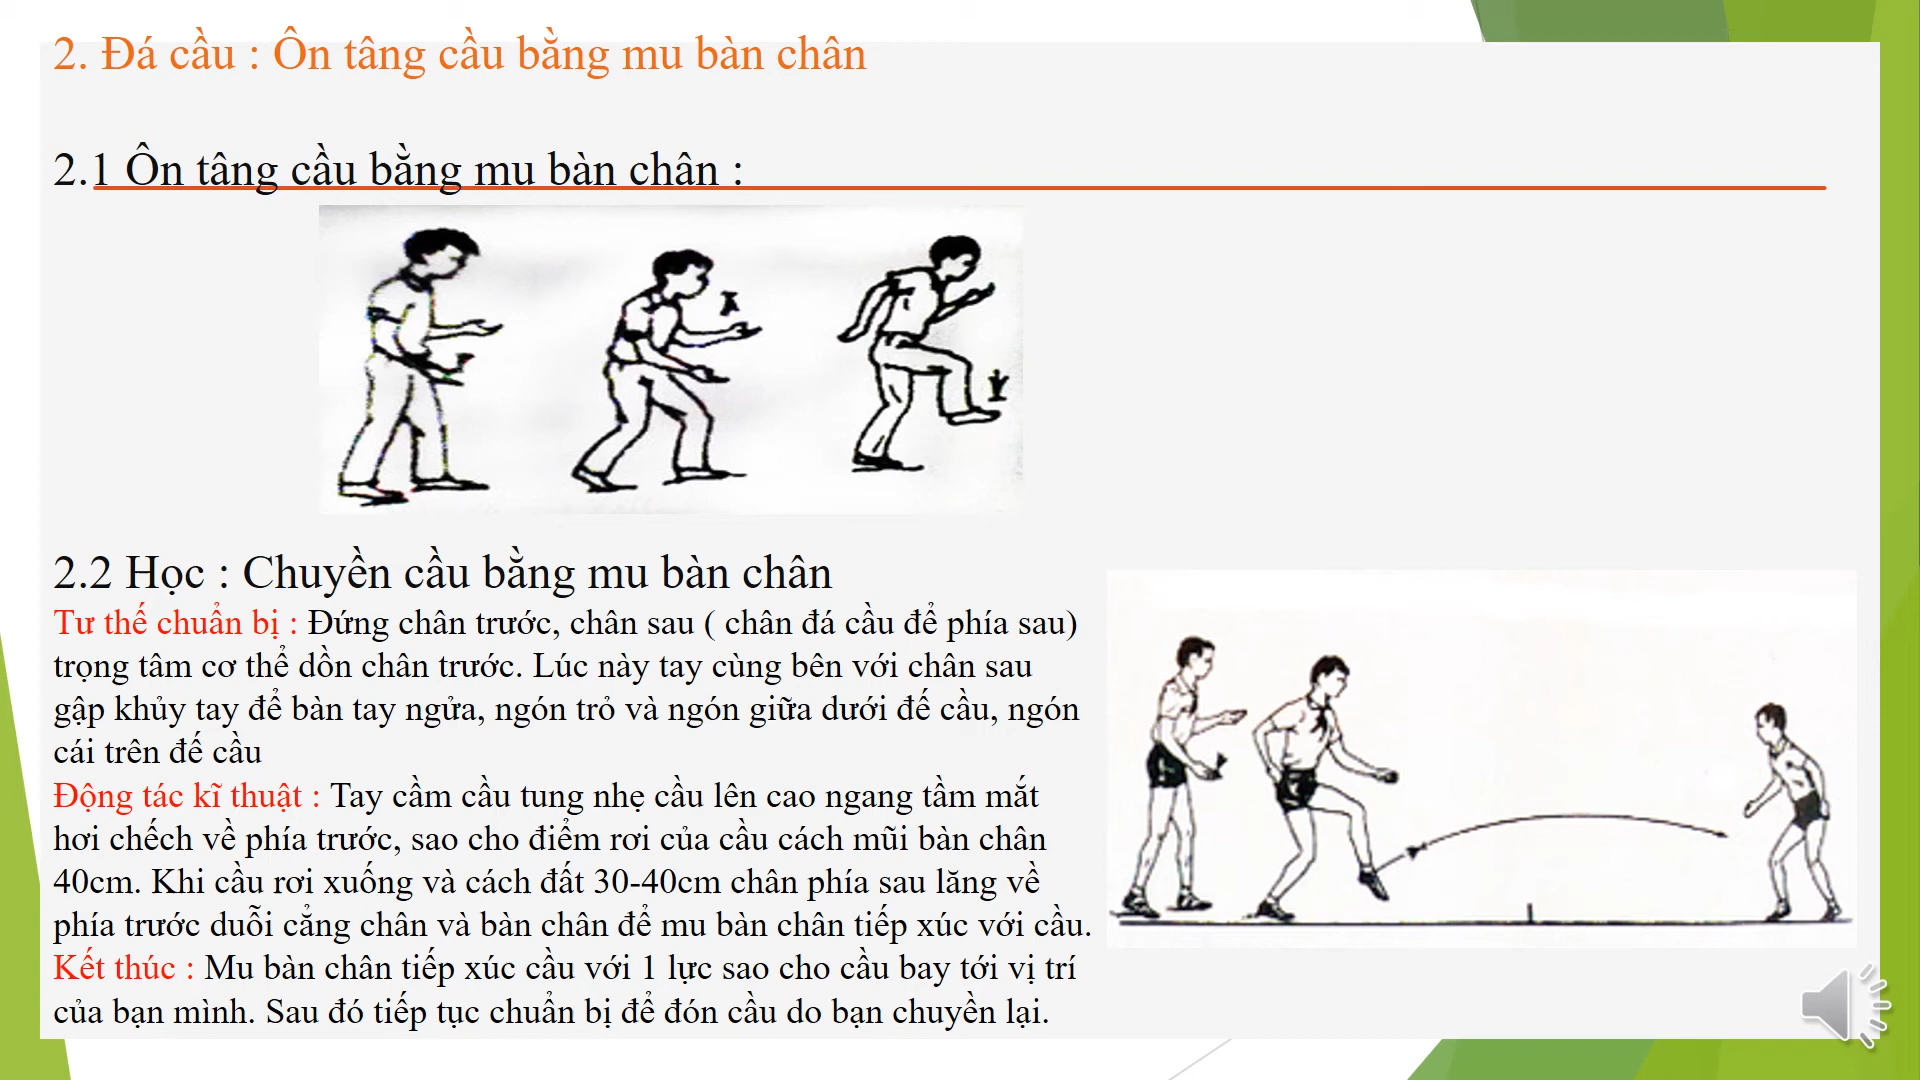 2. Đá cầu : Ôn tâng cầu bằng mu bàn chân
2.1 Ôn tâng cầu bằng mu bàn chân :
2.2 Học : Chuyền cầu bằng mu bàn chân
Tư thế chuẩn bị : Đứng chân trước, chân sau ( chân đá cầu để phía sau)
trọng tâm cơ thể dồn chân trước. Lúc này tay cùng bên với chân sau
gập khủy tay để bàn tay ngửa, ngón trỏ và ngón giữa dưới đế cầu, ngón
cái trên đế cầu
Động tác kĩ thuật : Tay cầm cầu tung nhẹ cầu lên cao ngang tầm mắt
hơi chếch về phía trước, sao cho điểm rơi của cầu cách mũi bàn chân
40cm. Khi cầu rơi xuống và cách đất 30-40cm chân phía sau lăng về
phía trước duỗi cẳng chân và bàn chân để mu bàn chân tiếp xúc với cầu.
Kết thúc : Mu bàn chân tiếp xúc cầu với 1 lực sao cho cầu bay tới vị trí
của bạn mình. Sau đó tiếp tục chuẩn bị để đón cầu do bạn chuyền lại.